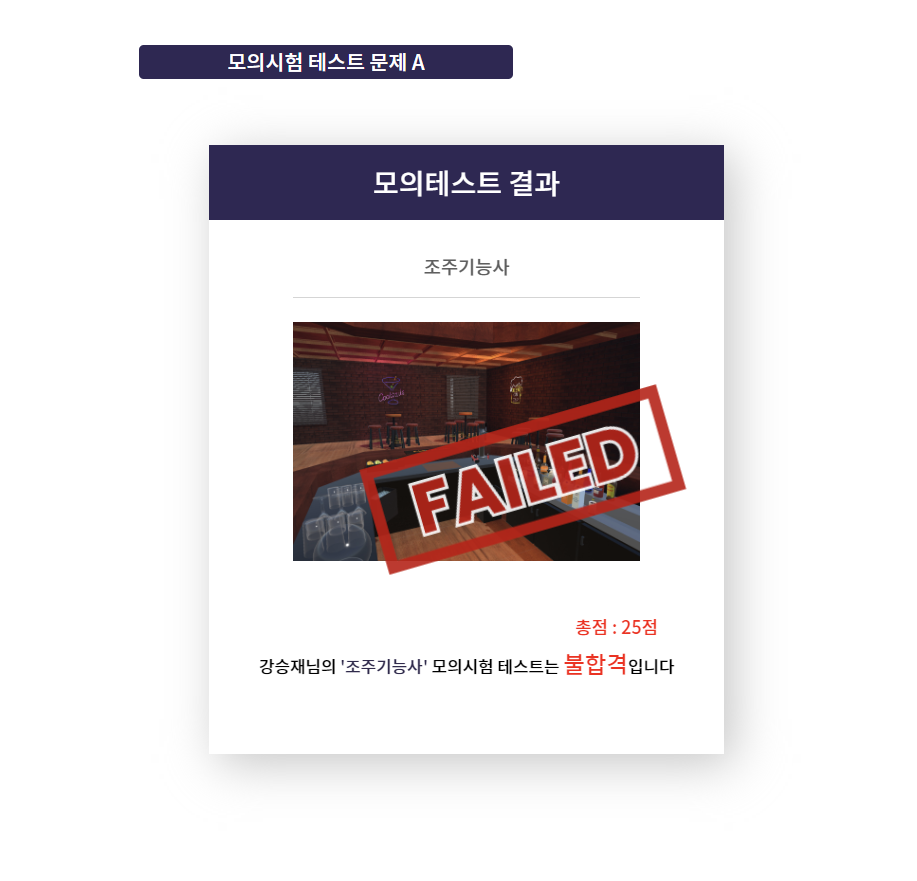 모의시험 테스트 문제 A
모의테스트 결과
조주기능사
Cocktails
FAILED
총점 : 25점
강승재님의 '조주기능사' 모의시험 테스트는 불합격입니다